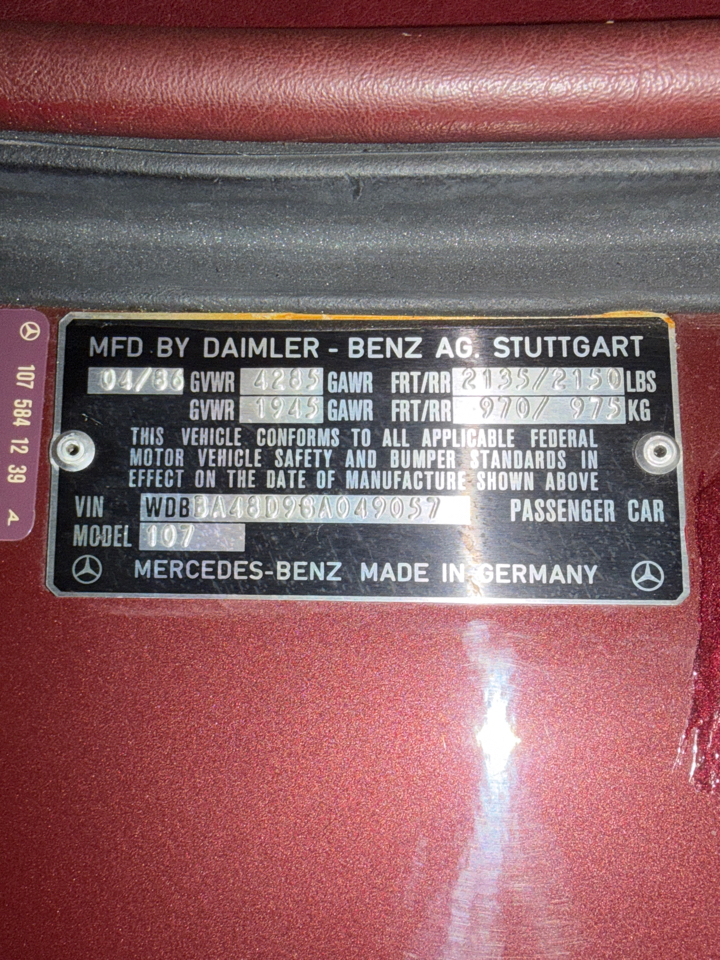 MFD BY DAIMLER - BENZ AG. STUTTGART
04/86 GVWR 4285 GAWR FRT/RR 2135/2150 LBS
GVWR 1945 GAWR FRT/RR 970/ 975 KG
THIS VEHICLE CONFORMS TO ALL APPLICABLE FEDERAL
MOTOR VEHICLE SAFETY AND BUMPER STANDARDS IN
EFFECT ON THE DATE OF MANUFACTURE SHOWN ABOVE
VIN WDBBA48D9GA049057 PASSENGER CAR
MODEL 107
MERCEDES-BENZ MADE IN GERMANY
107 584 12 39 A